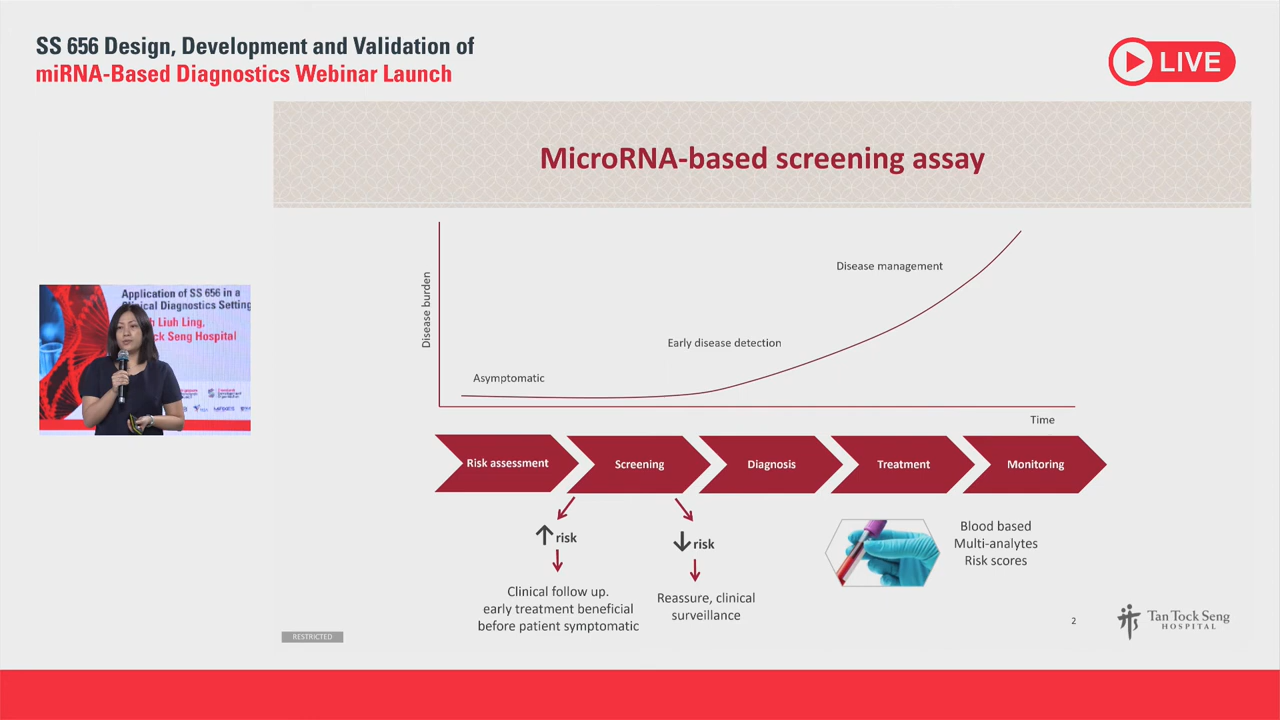 SS 656 Design, Development and Validation of
miRNA-Based Diagnostics Webinar Launch
LIVE
MicroRNA-based screening assay
Disease burden
Disease management
Early disease detection
Asymptomatic
Time
Risk assessment
Screening
Diagnosis
Treatment
Monitoring
↑ risk
↓ risk
Clinical follow up.
early treatment beneficial
before patient symptomatic
Reassure, clinical
surveillance
Blood based
Multi-analytes
Risk scores
2
Tan Tock Seng
HOSPITAL
RESTRICTED
Application of SS 656 in a
Clinical Diagnostics Setting
Liuh Ling,
ock Seng Hospital